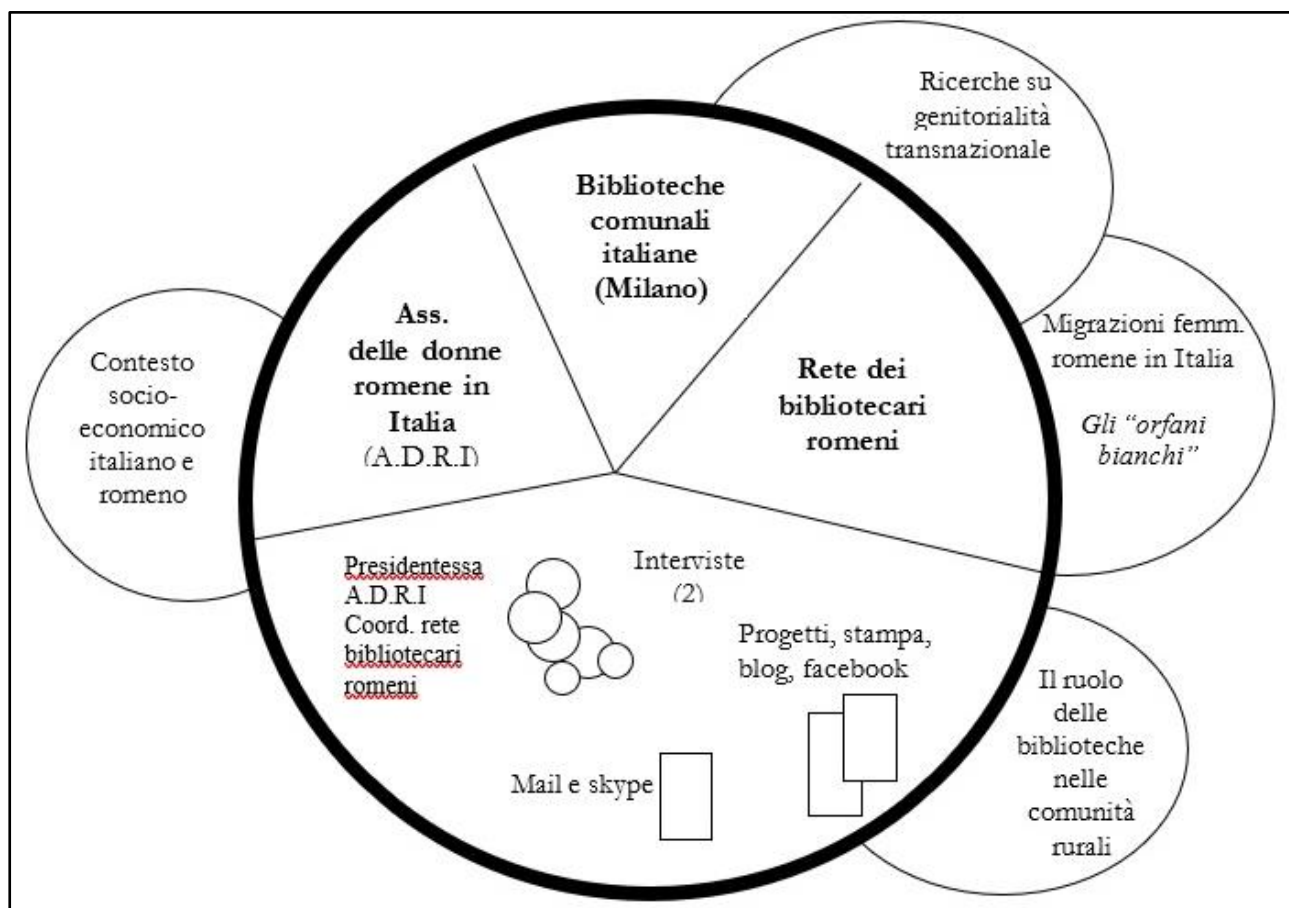 Ricerche su
genitorialità
transnazionale
Biblioteche
comunali
italiane
(Milano)
Ass.
delle donne
romene in
Italia
(A.D.R.I)
Rete dei
bibliotecari
romeni
Migrazioni femm.
romene in Italia
Gli “orfani
bianchi”
Contesto
socio-
economico
italiano e
romeno
Presidentessa
A.D.R.I
Coord. rete
bibliotecari
romeni
Interviste
(2)
Progetti, stampa,
blog, facebook
Mail e skype
Il ruolo
delle
biblioteche
nelle
comunità
rurali